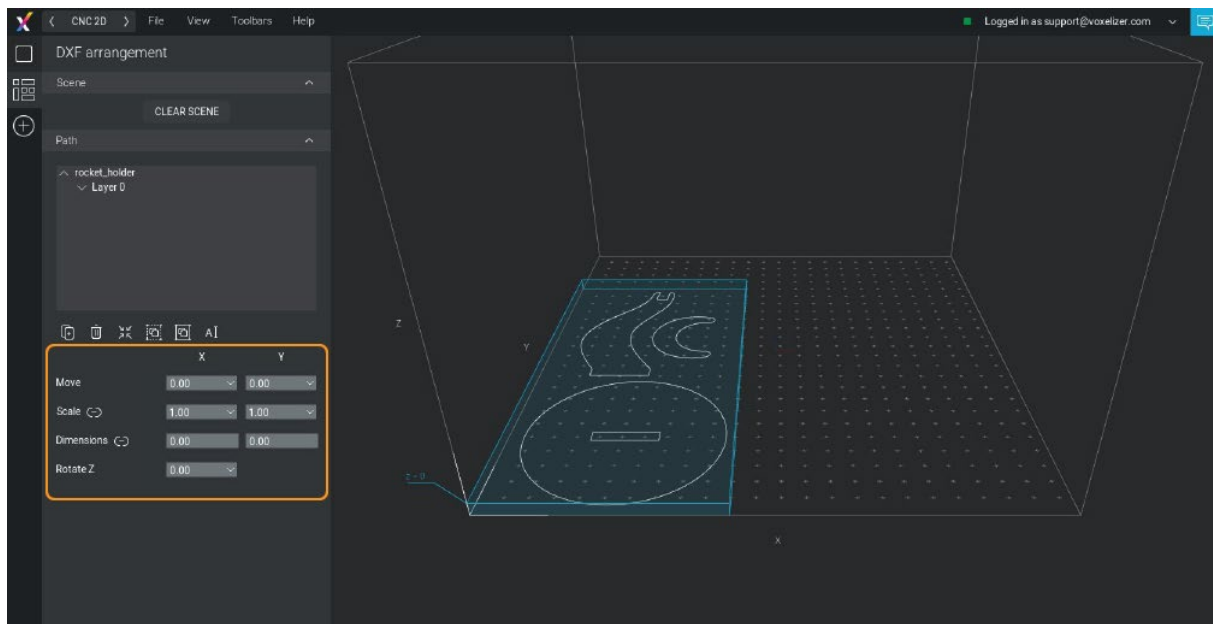 CNC 2D File View Toolbars Help Logged in as support@voxelizer.com
DXF arrangement
Scene
CLEAR SCENE
Path
rocket_holder
Layer 0
X Y
Move 0.00 0.00
Scale 1.00 1.00
Dimensions 0.00 0.00
Rotate Z 0.00
Z
Y
Z - 0
X